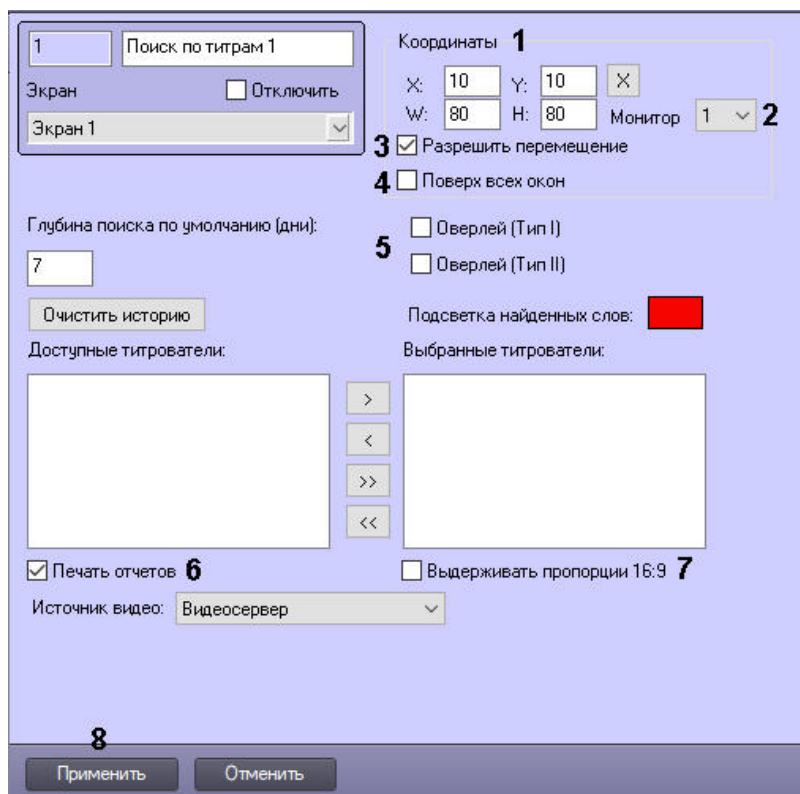 1 Поиск по титрам 1
Экран Отключить
Экран 1
Координаты 1
X: 10 Y: 10 X
W: 80 H: 80 Монитор 1 2
3 Разрешить перемещение
4 Поверх всех окон
Глубина поиска по умолчанию (дни):
7
5
Оверлей (Тип I)
Оверлей (Тип II)
Очистить историю Подсветка найденных слов:
Доступные титрователи: Выбранные титрователи:
>
<
>>
<<
Печать отчетов 6 Выдерживать пропорции 16:9 7
Источник видео: Видеосервер
8
Применить Отменить